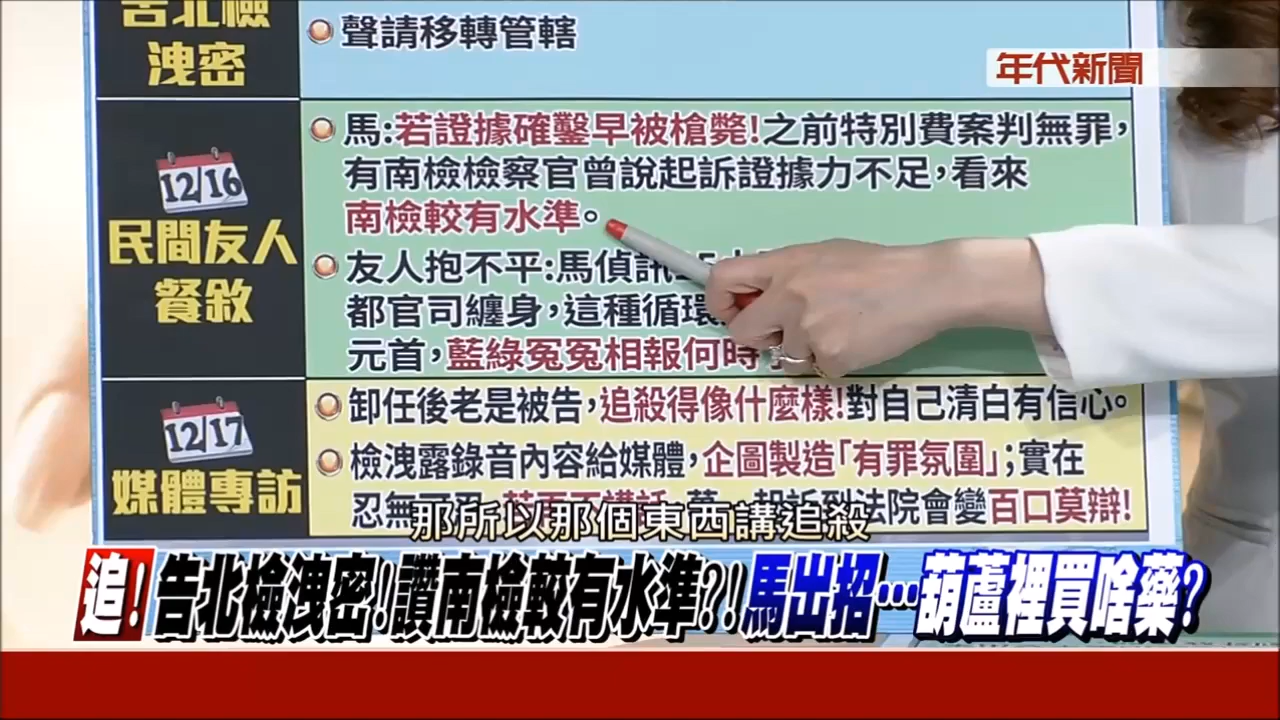 告北檢
洩密
聲請移轉管轄
年代新聞
12/16
民間友人
餐敘
馬:若證據確鑿早被槍斃!之前特別費案判無罪,
有南檢檢察官曾說起訴證據力不足,看來
南檢較有水準。
友人抱不平:馬偵訊
都官司纏身,這種循環
元首,藍綠冤冤相報何時
12/17
媒體專訪
卸任後老是被告,追殺得像什麼樣!對自己清白有信心。
檢洩露錄音內容給媒體,企圖製造「有罪氛圍」;實在
忍無 法院會變百口莫辯!
那所以那個東西講追殺
追!告北檢洩密!讚南檢較有水準?!馬出招…葫蘆裡買啥藥?